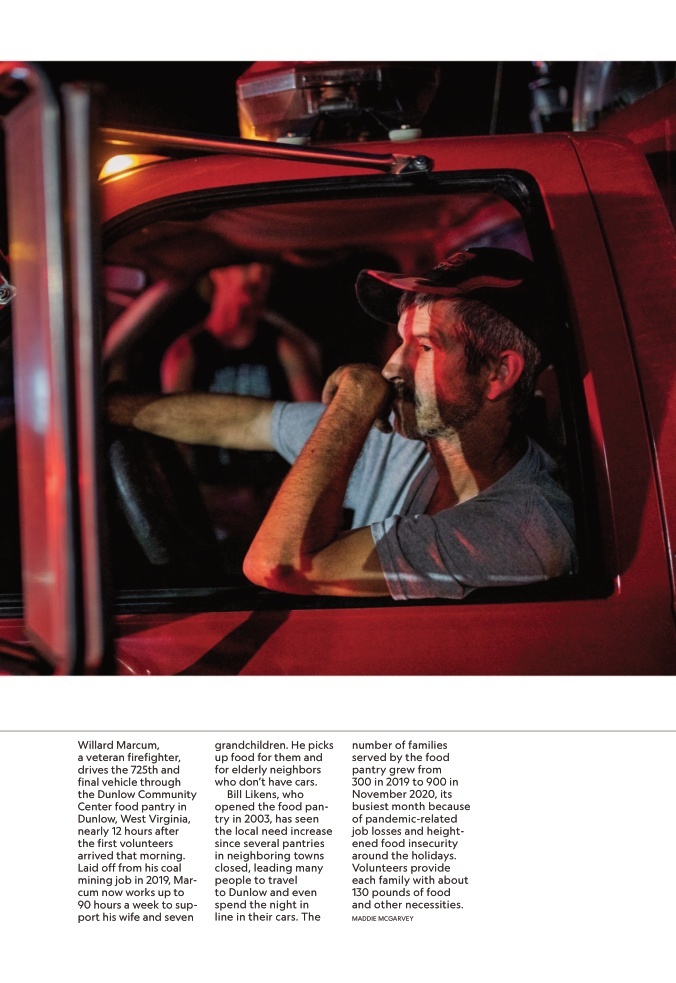 Willard Marcum,
a veteran firefighter,
drives the 725th and
final vehicle through
the Dunlow Community
Center food pantry in
Dunlow, West Virginia,
nearly 12 hours after
the first volunteers
arrived that morning.
Laid off from his coal
mining job in 2019, Mar-
cum now works up to
90 hours a week to sup-
port his wife and seven
grandchildren. He picks
up food for them and
for elderly neighbors
who don't have cars.
Bill Likens, who
opened the food pan-
try in 2003, has seen
the local need increase
since several pantries
in neighboring towns
closed, leading many
people to travel
to Dunlow and even
spend the night in
line in their cars. The
number of families
served by the food
pantry grew from
300 in 2019 to 900 in
November 2020, its
busiest month because
of pandemic-related
job losses and height-
ened food insecurity
around the holidays.
Volunteers provide
each family with about
130 pounds of food
and other necessities.
MADDIE MCGARVEY